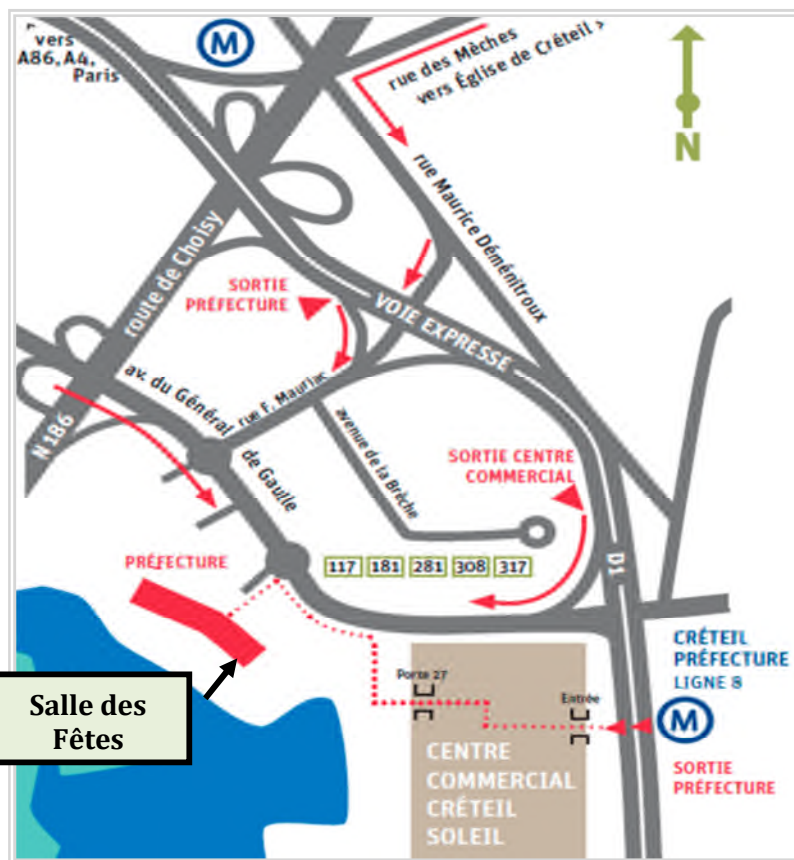 vers
A86, A4,
Paris
M
rue des Mèches
vers Église de Créteil >
N
rue Maurice Déménitroux
route de Choisy
SORTIE
PRÉFECTURE
VOIE EXPRESSE
av. du Général
de Gaulle
rue F. Mauriac
N 186
avenue de la Brèche
SORTIE CENTRE
COMMERCIAL
PRÉFECTURE
117 181 281 308 317
D1
CRÉTEIL
PRÉFECTURE
LIGNE 8
M
SORTIE
PRÉFECTURE
Porte 27
Entrée
Salle des
Fêtes
CENTRE
COMMERCIAL
CRÉTEIL
SOLEIL